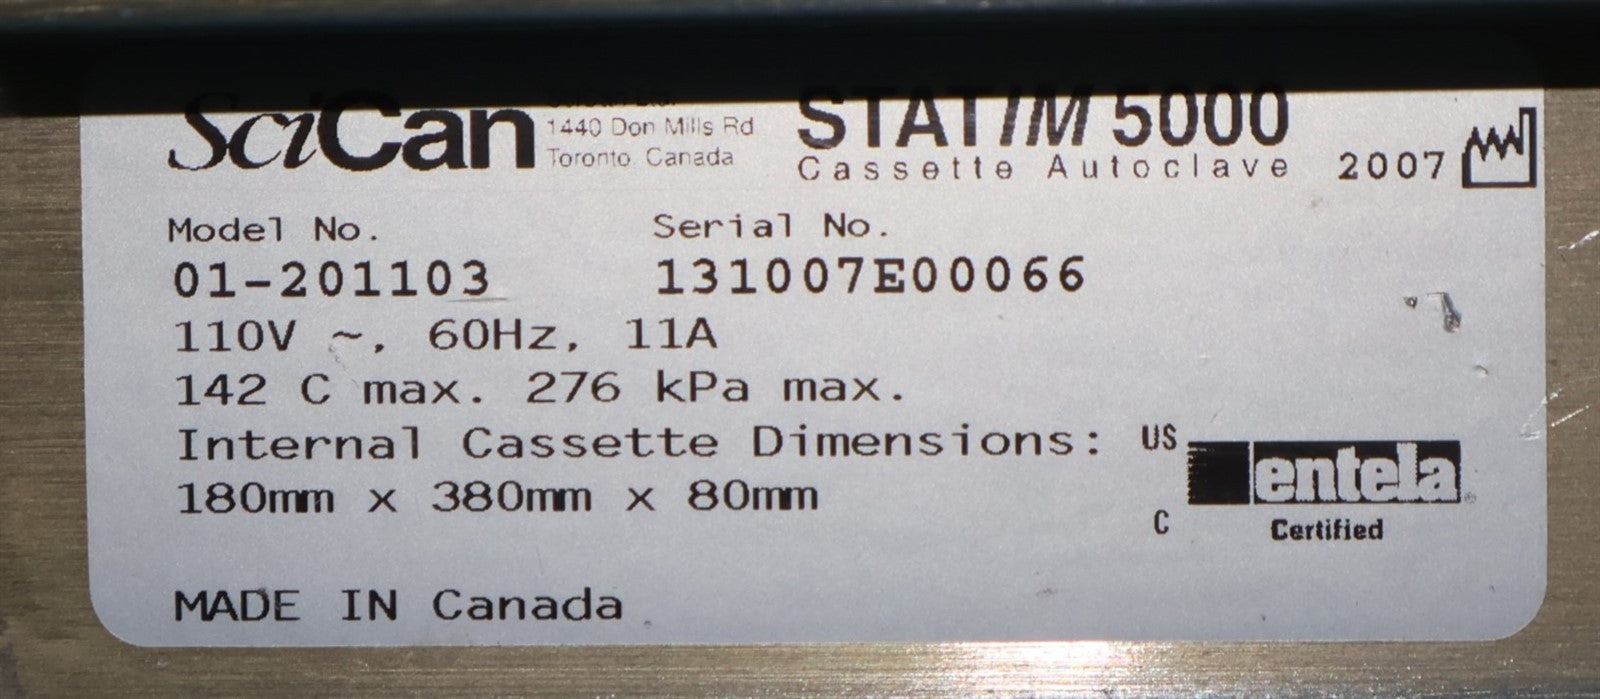 SciCan
1440 Don Mills Rd
Toronto. Canada
STATIM 5000
Cassette Autoclave 2007
Model No. Serial No.
01-201103 131007E00066
110V ~, 60Hz, 11A
142 C max. 276 kPa max.
Internal Cassette Dimensions:
180mm x 380mm x 80mm
US
entela®
C
Certified
MADE IN Canada